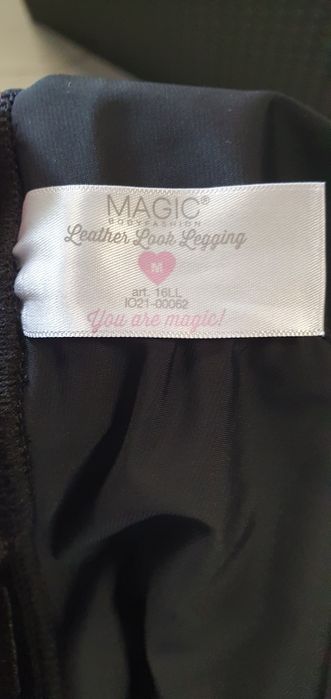 MAGIC®
BODYFASHION
Leather Look Legging
M
art. 16LL
IO21-00062
You are magic!